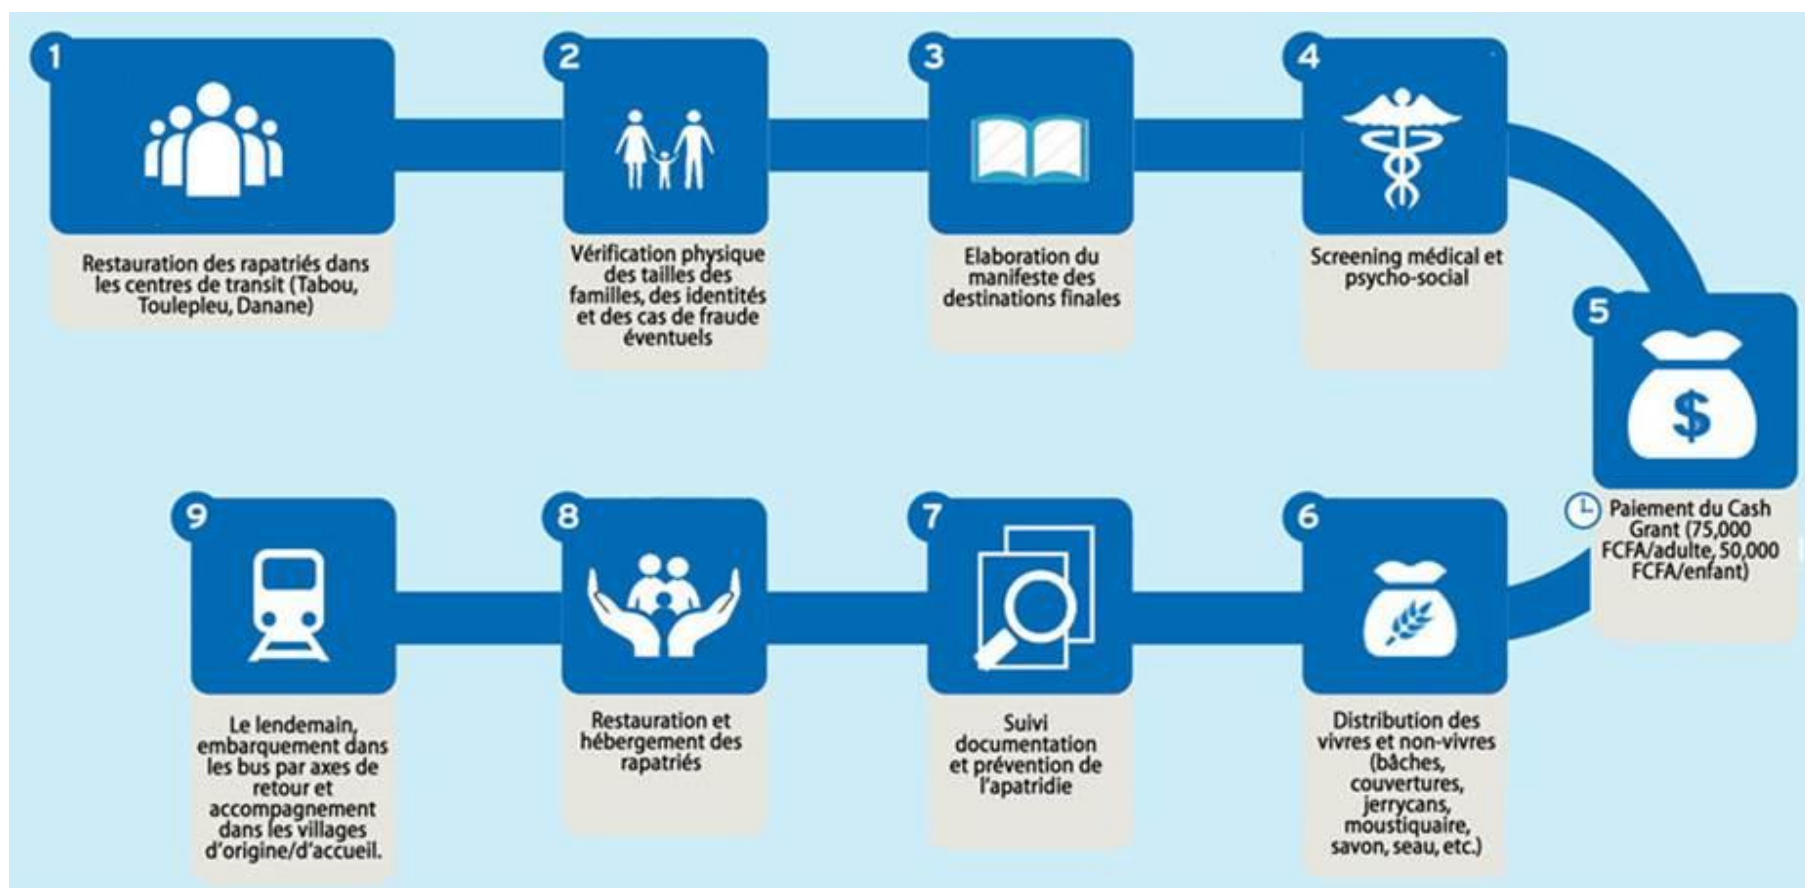 1
Restauration des rapatriés dans
les centres de transit (Tabou,
Toulepleu, Danane)
2
Vérification physique
des tailles des
familles, des identités
et des cas de fraude
éventuels
3
Elaboration du
manifeste des
destinations finales
4
Screening médical et
psycho-social
5
Paiement du Cash
Grant (75,000
FCFA/adulte, 50,000
FCFA/enfant)
6
Distribution des
vivres et non-vivres
(bâches,
couvertures,
jerrycans,
moustiquaire,
savon, seau, etc.)
7
Suivi
documentation
et prévention de
l'apatridie
8
Restauration et
hébergement des
rapatriés
9
Le lendemain,
embarquement dans
les bus par axes de
retour et
accompagnement
dans les villages
d'origine/d'accueil.